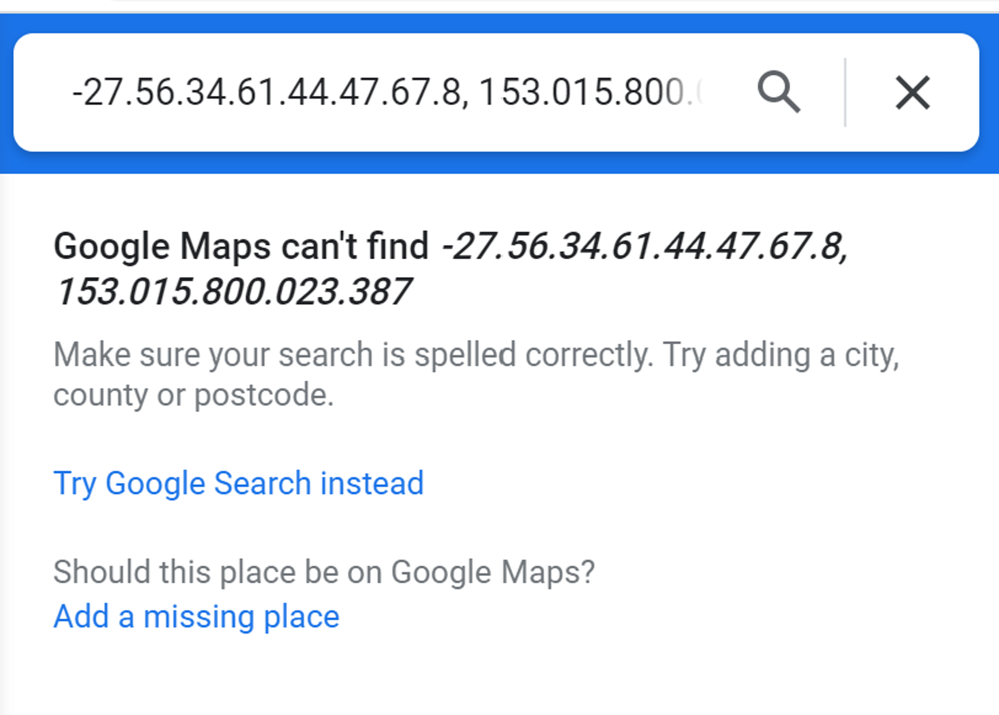 -27.56.34.61.44.47.67.8, 153.015.800.
Google Maps can't find -27.56.34.61.44.47.67.8,
153.015.800.023.387
Make sure your search is spelled correctly. Try adding a city,
county or postcode.
Try Google Search instead
Should this place be on Google Maps?
Add a missing place